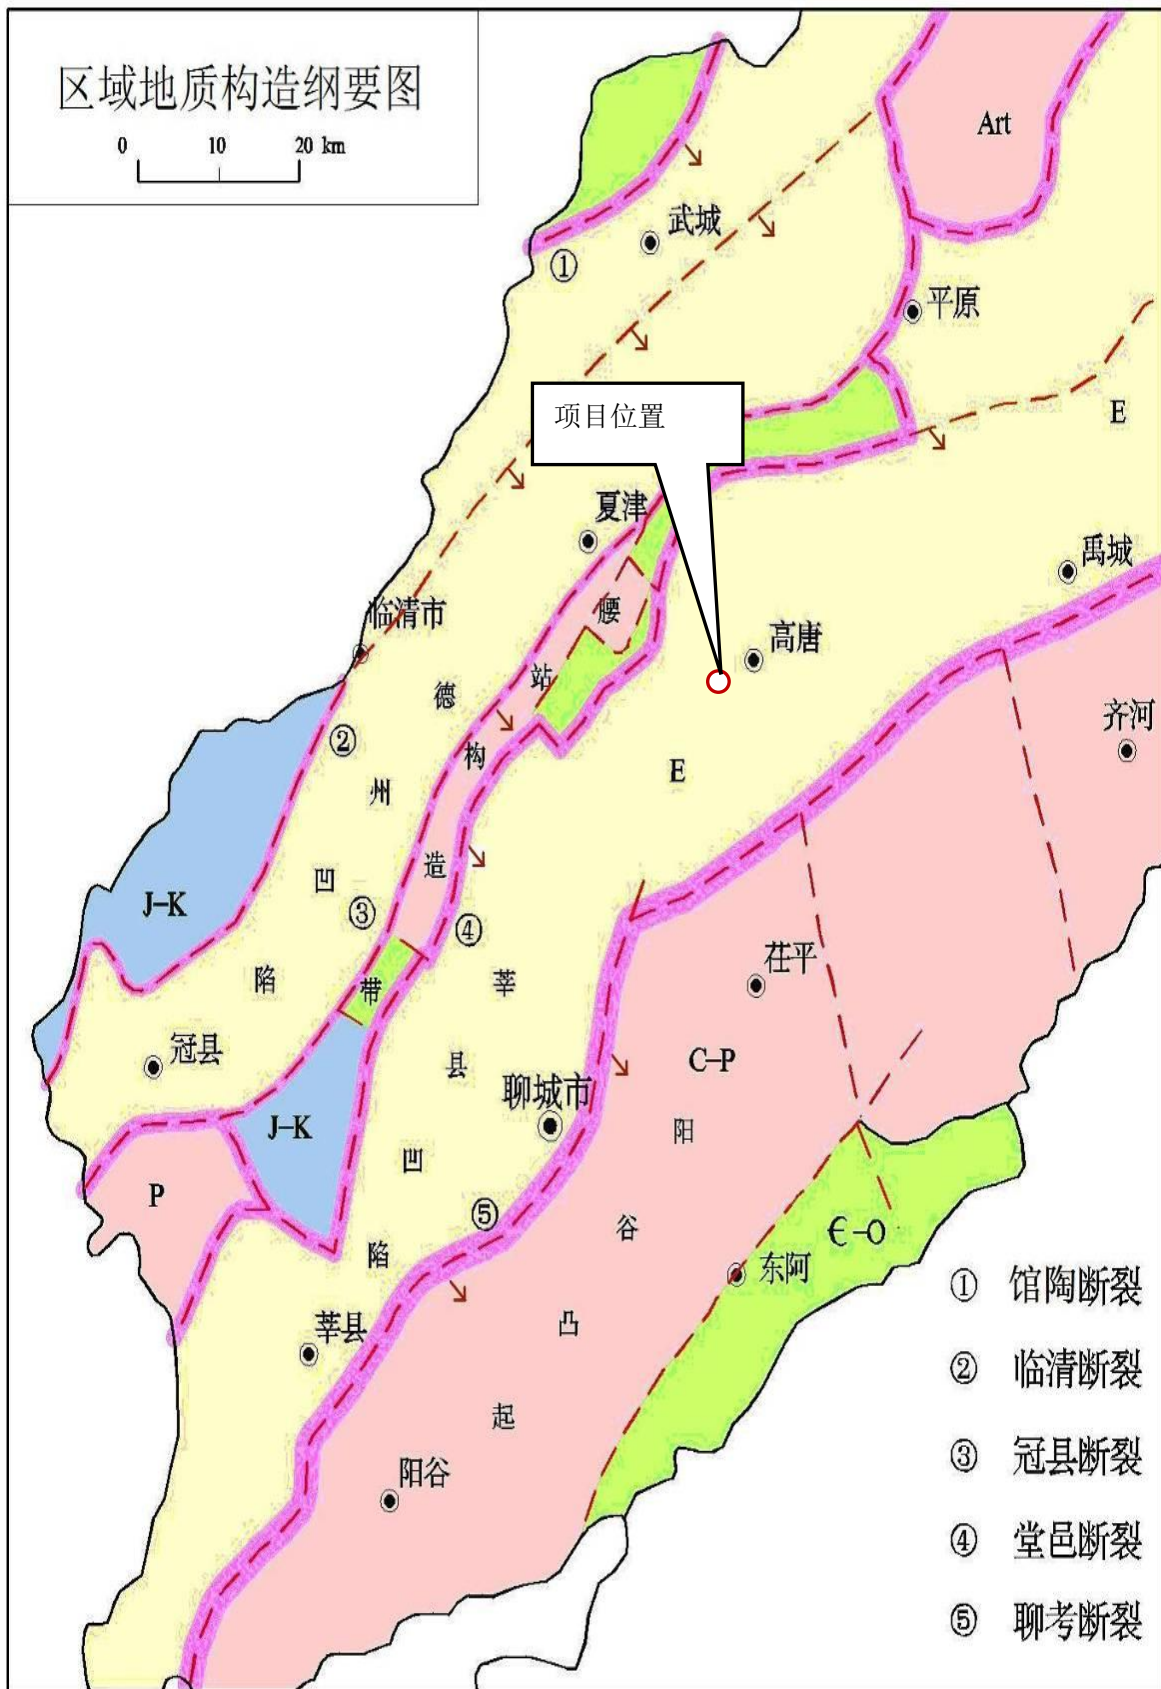 区域地质构造纲要图
0 10 20 km
Art
武城
①
平原
项目位置
E
夏津
禹城
腰
临清市
高唐
站
德
齐河
②
构
E
州
造
凹
J-K
③
④
茌平
陷
莘
带
冠县
C-P
县
聊城市
J-K
阳
凹
P
⑤
谷
Є-O
陷
东阿
① 馆陶断裂
莘县
凸
② 临清断裂
起
③ 冠县断裂
阳谷
④ 堂邑断裂
⑤ 聊考断裂